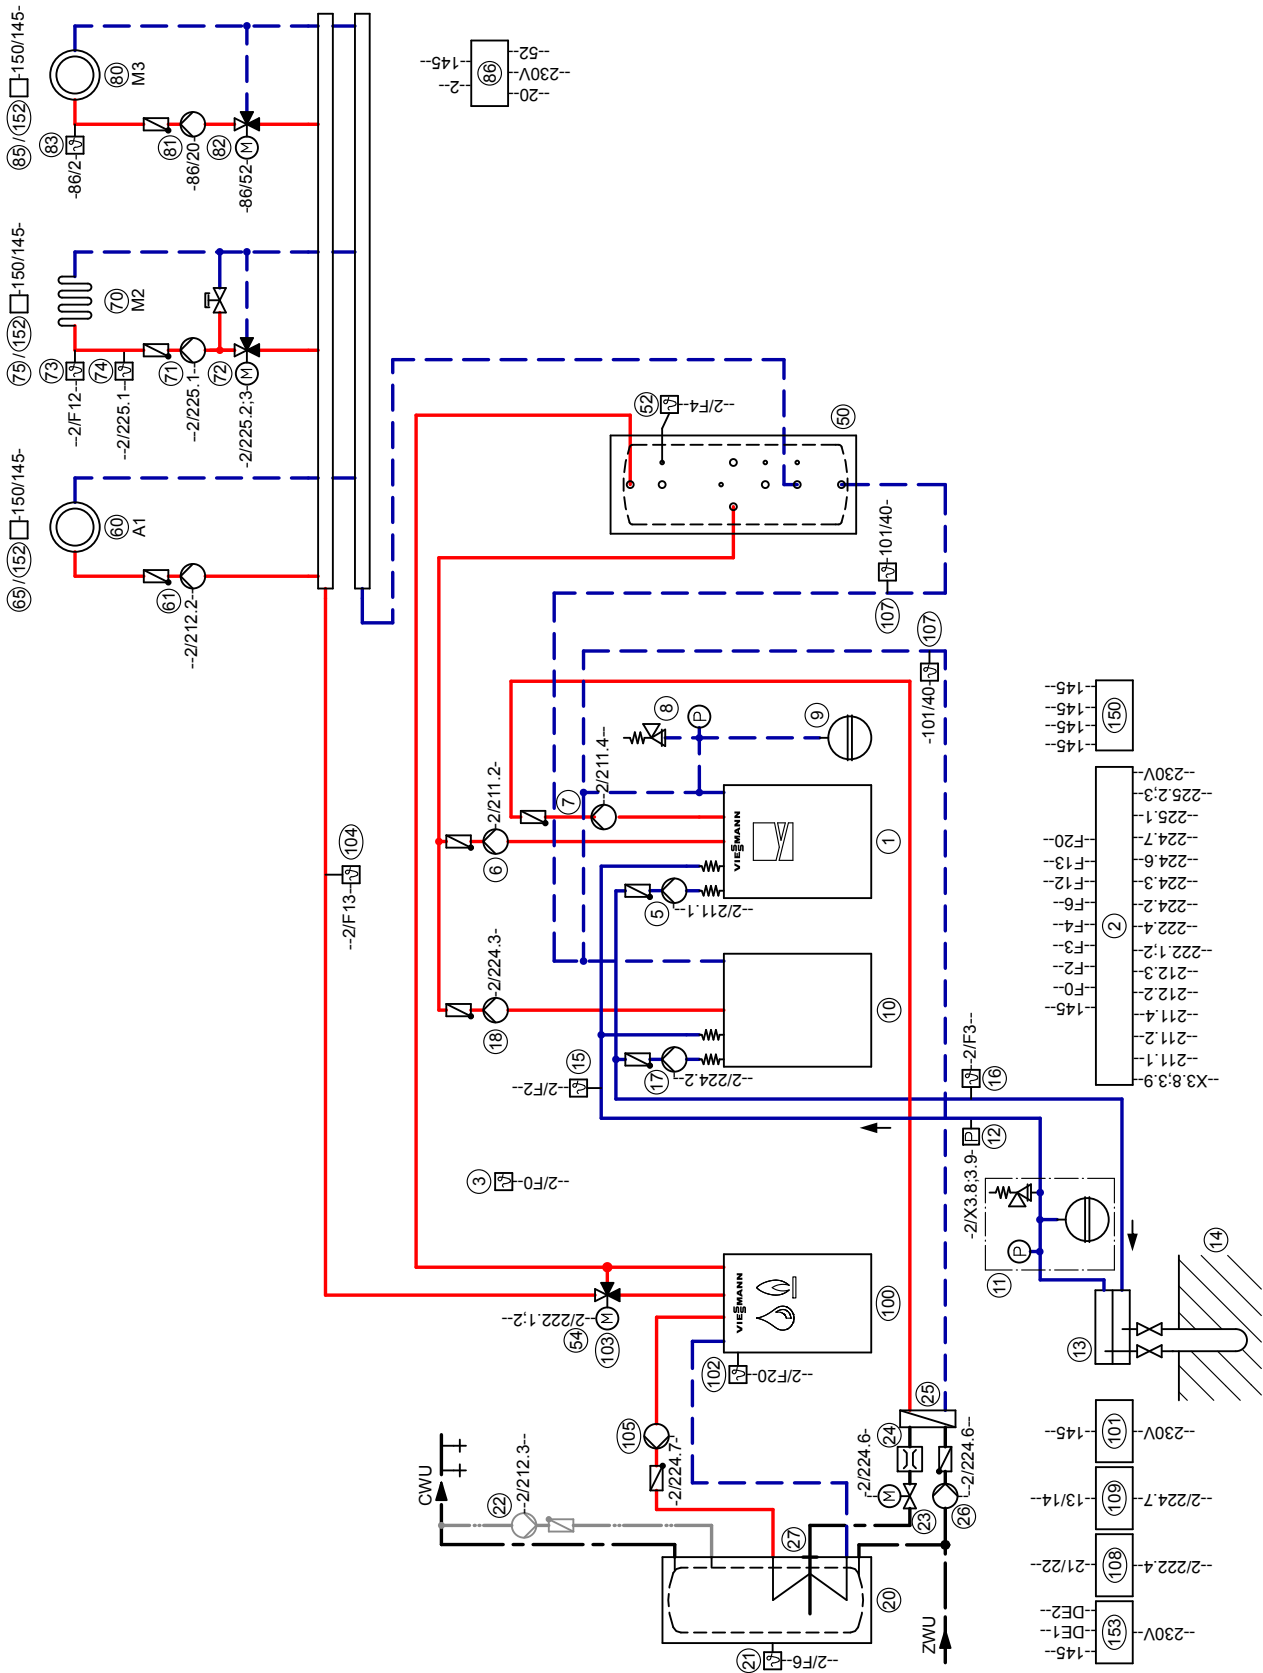 85 / 152 -150/145-
83
-86/2-
80
M3
81
-86/20-
82
M
-86/52-
86
--145--
--2--
--52--
--230V--
--20--
75 / 152 -150/145-
73
--2/F12--
74
--2/225.1--
70
M2
71
--2/225.1--
72
M
-2/225.2;3-
65 / 152 -150/145-
60
A1
61
--2/212.2--
52
--2/F4--
50
107
-101/40-
107
-101/40-
104
--2/F13--
8
P
9
7
--2/211.4--
6
-2/211.2-
5
--2/211.1--
VIESMANN
1
18
-2/224.3-
17
--2/224.2--
10
15
--2/F2--
16
--2/F3--
P
12
-2/X3.8;3.9-
3
--2/F0--
150
--145--
--145--
--145--
--145--
2
--F20--
--F13--
--F12--
--F6--
--F4--
--F3--
--F2--
--F0--
--145--
--230V--
--225.2;3--
--225.1--
--224.7--
--224.6--
--224.3--
--224.2--
--222.4--
--222.1;2--
--212.3--
--212.2--
--211.4--
--211.2--
--211.1--
--X3.8;3.9--
11
P
13
14
54
M
103
--2/222.1;2--
VIESMANN
100
102
--2/F20--
105
-2/224.7-
CWU
22
--2/212.3--
24
25
-2/224.6-
M
23
26
--2/224.6--
27
20
21
--2/F6--
ZWU
101
--145--
--230V--
109
--13/14--
--2/224.7--
108
--21/22--
--2/222.4--
153
--DE2--
--DE1--
--145--
--230V--